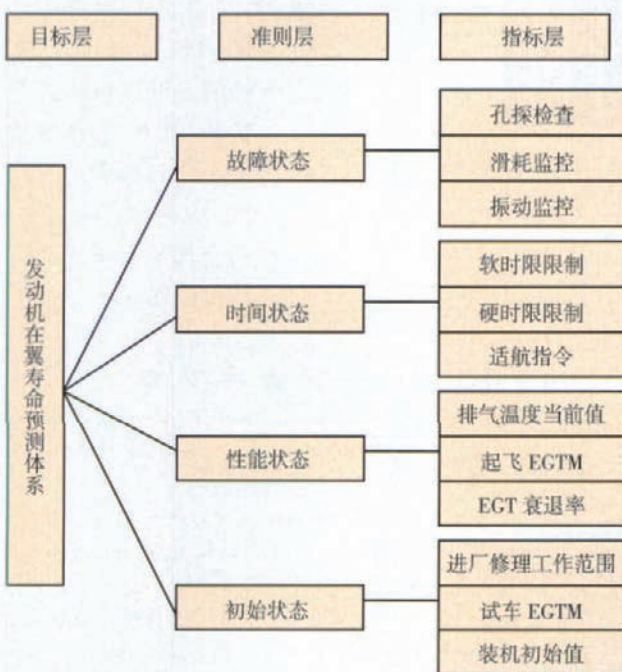 目标层
准则层
指标层
发动机在翼寿命预测体系
故障状态
孔探检查
滑耗监控
振动监控
时间状态
软时限限制
硬时限限制
适航指令
性能状态
排气温度当前值
起飞 EGTM
EGT 衰退率
初始状态
进厂修理工作范围
试车 EGTM
装机初始值